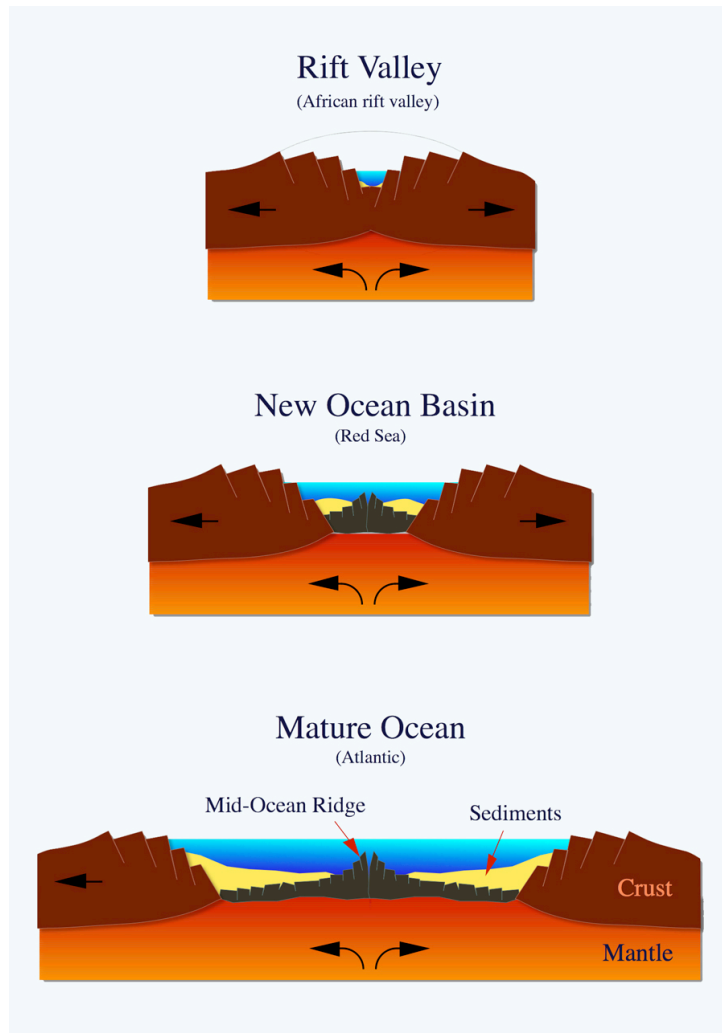 Rift Valley
(African rift valley)
New Ocean Basin
(Red Sea)
Mature Ocean
(Atlantic)
Mid-Ocean Ridge
Sediments
Crust
Mantle